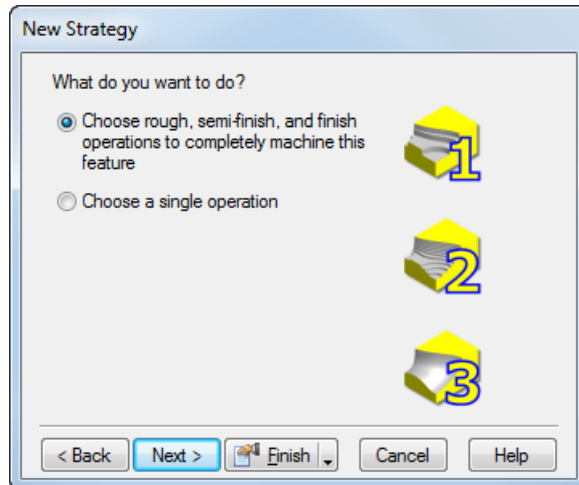 New Strategy
What do you want to do?
Choose rough, semi-finish, and finish
operations to completely machine this
feature
Choose a single operation
1
2
3
< Back
Next >
Finish
Cancel
Help